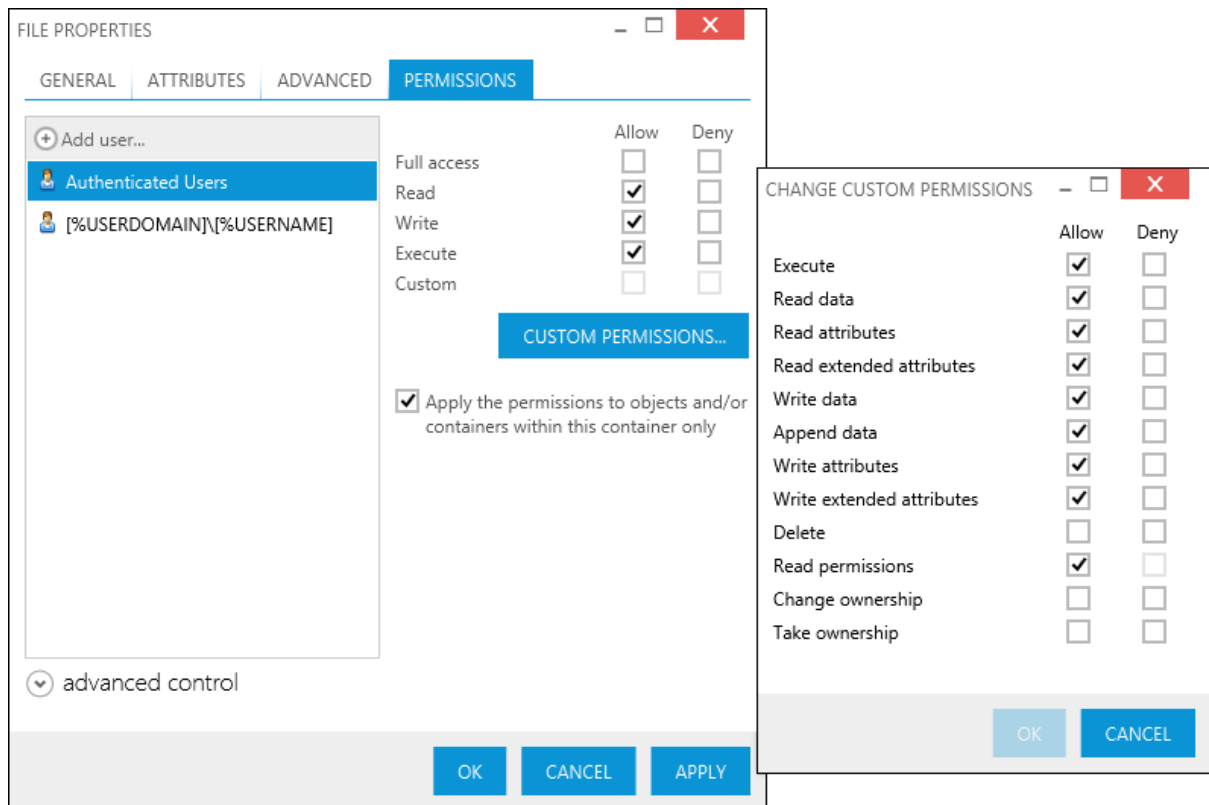 FILE PROPERTIES
GENERAL ATTRIBUTES ADVANCED PERMISSIONS
Add user...
Authenticated Users
[%USERDOMAIN]\[%USERNAME]
Allow Deny
Full access
Read
Write
Execute
Custom
CUSTOM PERMISSIONS...
Apply the permissions to objects and/or
containers within this container only
advanced control
OK CANCEL APPLY
CHANGE CUSTOM PERMISSIONS
Allow Deny
Execute
Read data
Read attributes
Read extended attributes
Write data
Append data
Write attributes
Write extended attributes
Delete
Read permissions
Change ownership
Take ownership
OK CANCEL